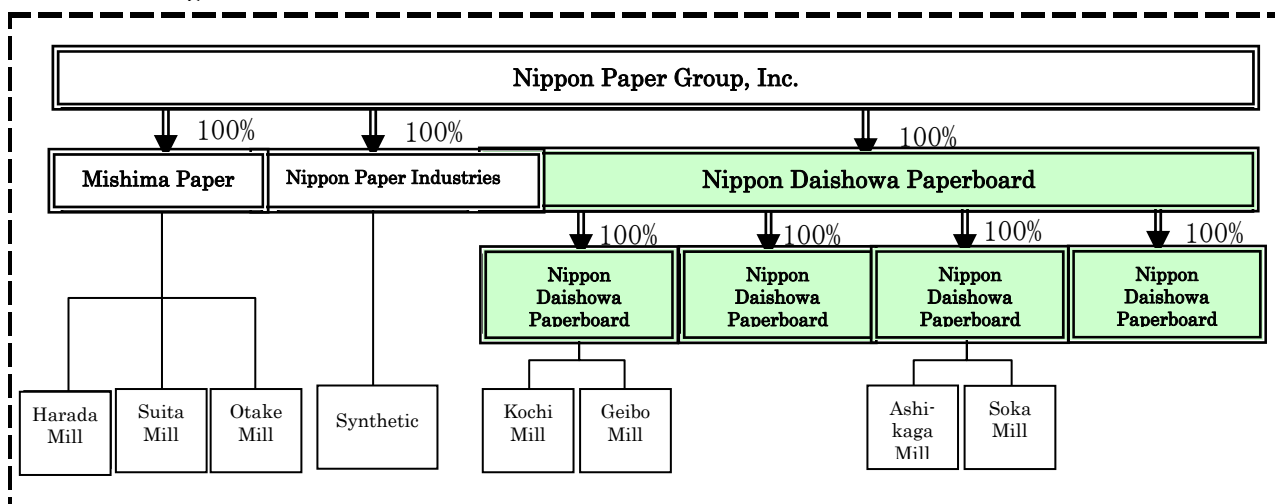 Nippon Paper Group, Inc.
100%
100%
100%
Mishima Paper
Nippon Paper Industries
Nippon Daishowa Paperboard
100%
100%
100%
100%
Nippon
Daishowa
Paperboard
Nippon
Daishowa
Paperboard
Nippon
Daishowa
Paperboard
Nippon
Daishowa
Paperboard
Harada
Mill
Suita
Mill
Otake
Mill
Synthetic
Kochi
Mill
Geibo
Mill
Ashi-
kaga
Mill
Soka
Mill